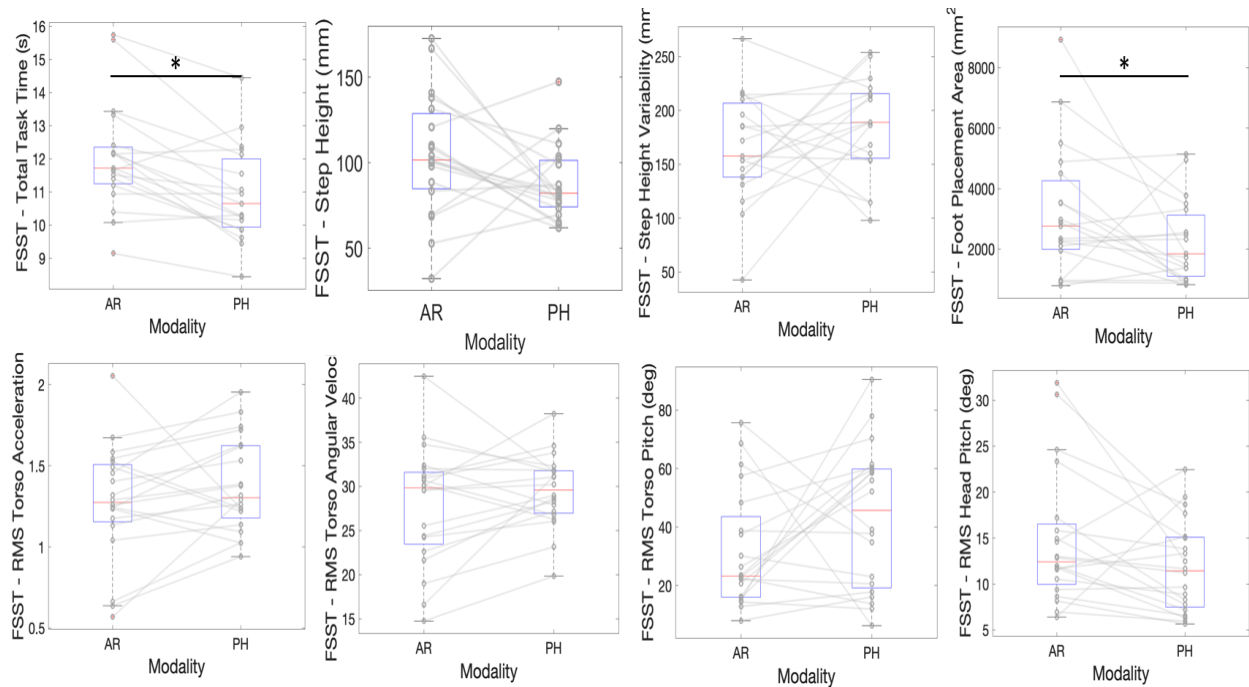 FSST - Total Task Time (s)
16
15
14
13
12
11
10
9
*
AR
PH
Modality
FSST - Step Height (mm)
150
100
50
AR
PH
Modality
FSST - Step Height Variability (mm
250
200
150
100
50
AR
PH
Modality
FSST - Foot Placement Area (mm²)
8000
6000
4000
2000
*
AR
PH
Modality
FSST - RMS Torso Acceleration
2
1.5
1
0.5
AR
PH
Modality
FSST - RMS Torso Angular Veloc
40
35
30
25
20
15
AR
PH
Modality
FSST - RMS Torso Pitch (deg)
80
60
40
20
AR
PH
Modality
FSST - RMS Head Pitch (deg)
30
25
20
15
10
5
AR
PH
Modality